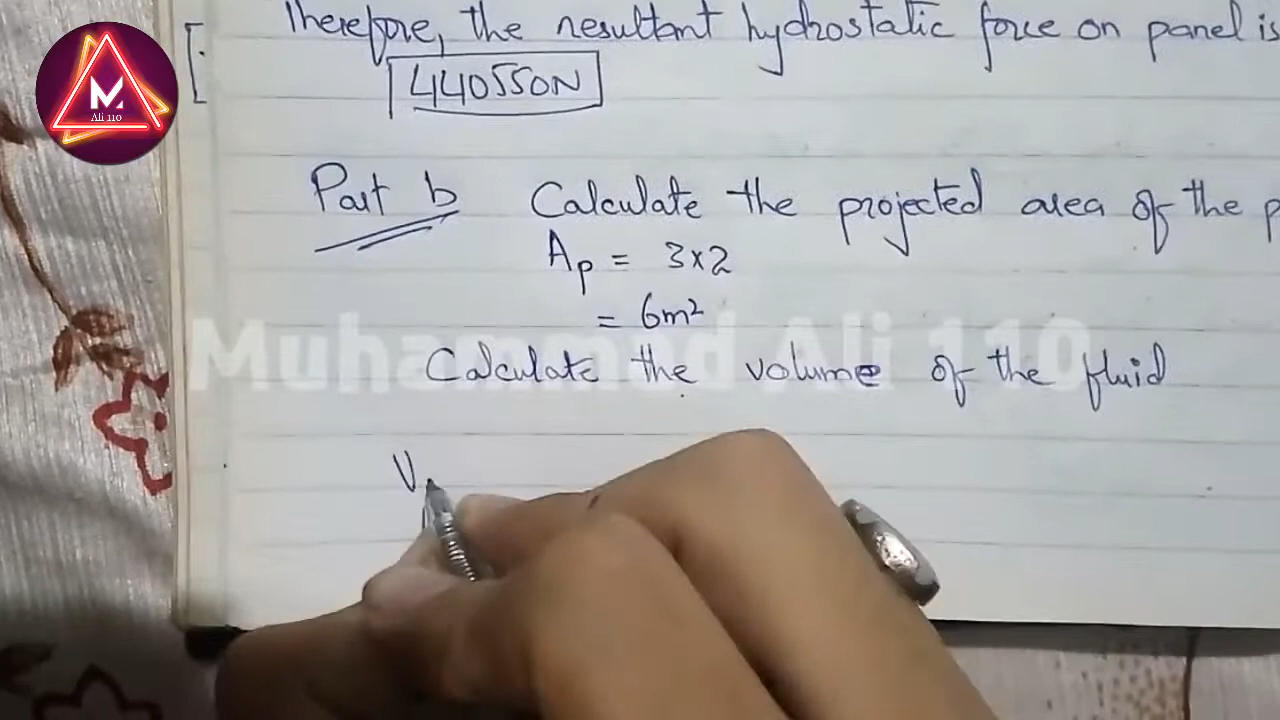 Therefore, the resultant hydrostatic force on panel is
440550N
Part b Calculate the projected area of the p
Ap = 3x2
= 6m²
Calculate the volume of the fluid
V
Muhammad Ali 110
M
Ali 110